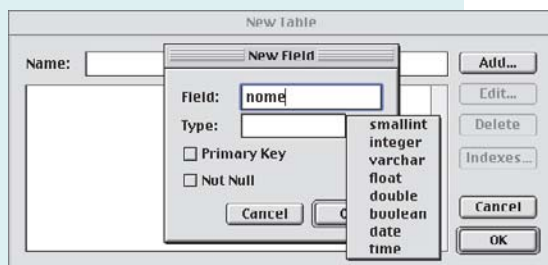 New Table
New Field
Name:
Add...
Field: nome
Edit...
Type:
Delete
Primary Key
Indexes...
Not Null
Cancel
Cancel
OK
smallint
integer
varchar
float
double
boolean
date
time